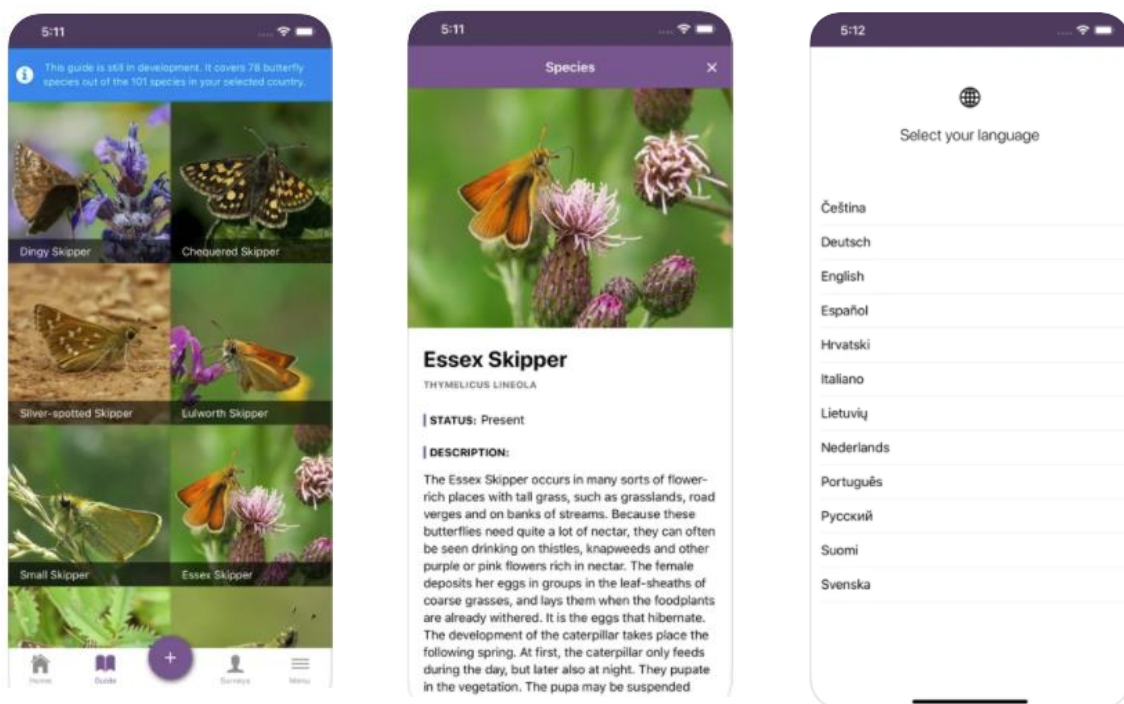 5:11
This guide is still in development. It covers 78 butterfly
species out of the 101 species in your selected country.
Dingy Skipper
Chequered Skipper
Silver-spotted Skipper
Lulworth Skipper
Small Skipper
Essex Skipper
Home
Guide
+
Surveys
Menu
5:11
Species
×
Essex Skipper
THYMELICUS LINEOLA
STATUS: Present
DESCRIPTION:
The Essex Skipper occurs in many sorts of flower-
rich places with tall grass, such as grasslands, road
verges and on banks of streams. Because these
butterflies need quite a lot of nectar, they can often
be seen drinking on thistles, knapweeds and other
purple or pink flowers rich in nectar. The female
deposits her eggs in groups in the leaf-sheaths of
coarse grasses, and lays them when the foodplants
are already withered. It is the eggs that hibernate.
The development of the caterpillar takes place the
following spring. At first, the caterpillar only feeds
during the day, but later also at night. They pupate
in the vegetation. The pupa may be suspended
5:12
Select your language
Čeština
Deutsch
English
Español
Hrvatski
Italiano
Lietuvių
Nederlands
Português
Русский
Suomi
Svenska